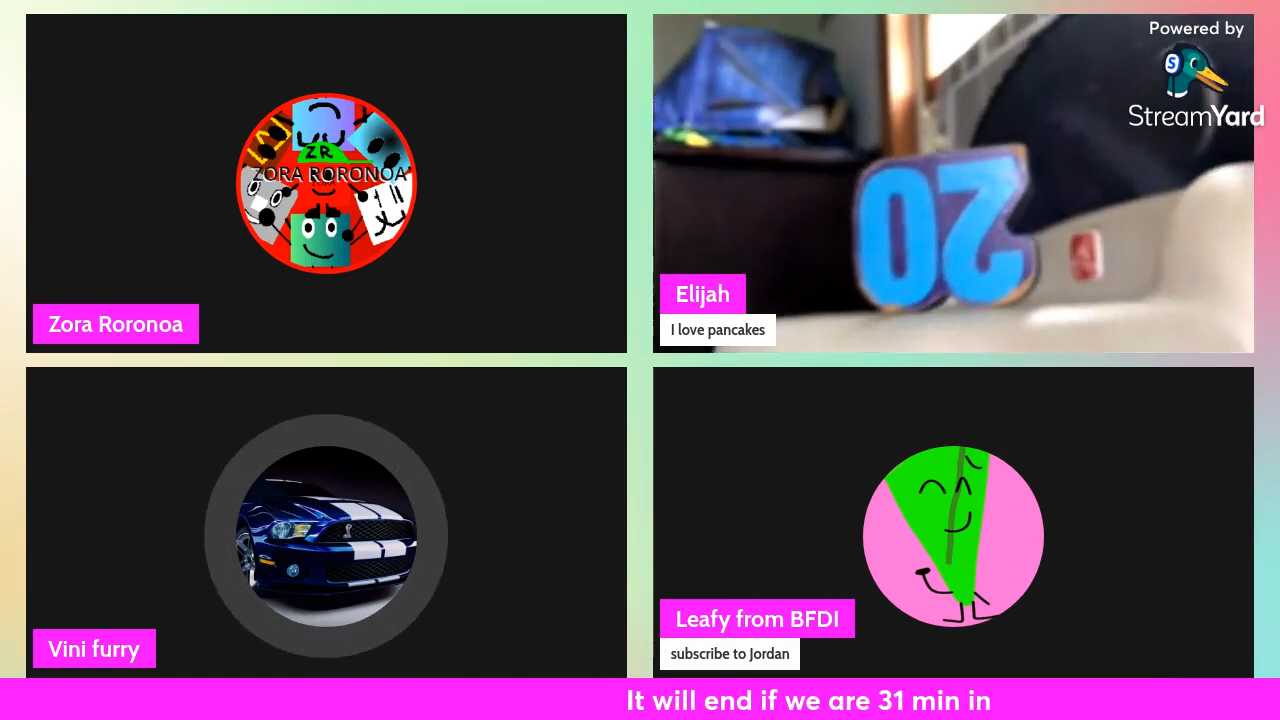 Powered by
StreamYard
ZR
ZORA RORONOA
Zora Roronoa
20
Elijah
I love pancakes
Vini furry
Leafy from BFDI
subscribe to Jordan
It will end if we are 31 min in